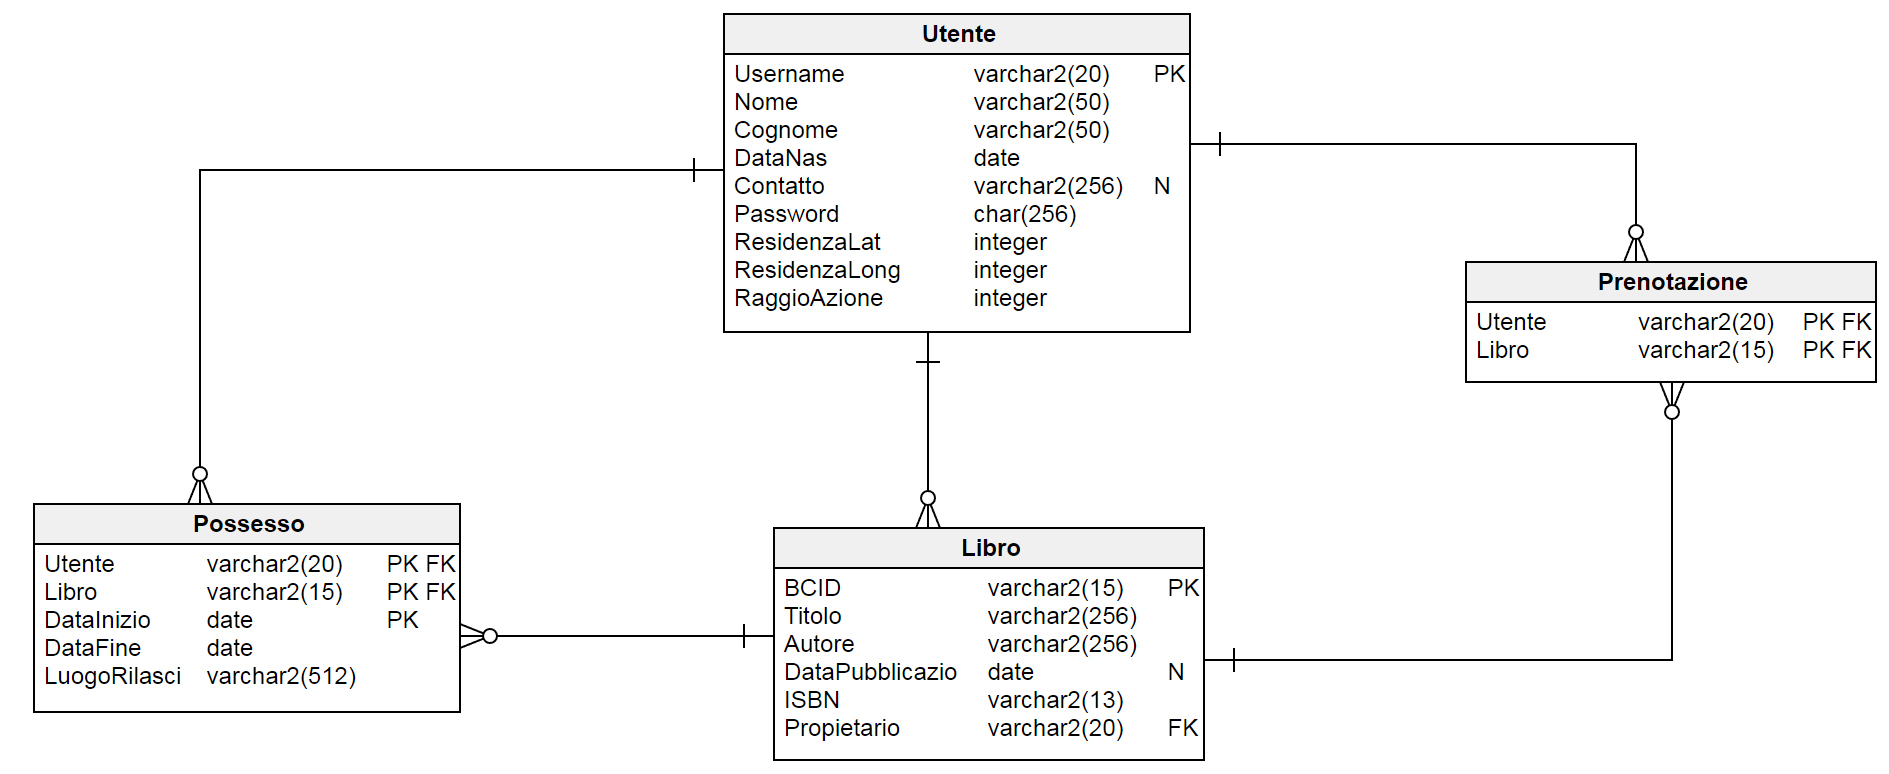 Utente
Username varchar2(20) PK
Nome varchar2(50)
Cognome varchar2(50)
DataNas date
Contatto varchar2(256) N
Password char(256)
ResidenzaLat integer
ResidenzaLong integer
RaggioAzione integer
Prenotazione
Utente varchar2(20) PK FK
Libro varchar2(15) PK FK
Possesso
Utente varchar2(20) PK FK
Libro varchar2(15) PK FK
DataInizio date PK
DataFine date
LuogoRilasci varchar2(512)
Libro
BCID varchar2(15) PK
Titolo varchar2(256)
Autore varchar2(256)
DataPubblicazio date N
ISBN varchar2(13)
Propietario varchar2(20) FK